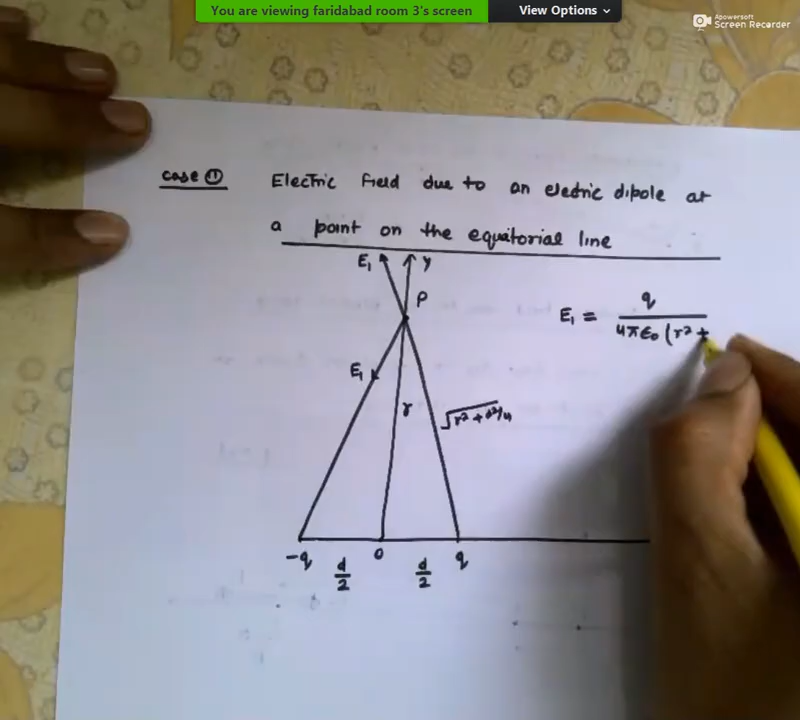 You are viewing faridabad room 3's screen
View Options
Apowersoft
Screen Recorder
Case ①
Electric field due to an electric dipole at
a point on the equitorial line
E₁
y
P
E₁ = q / 4πε₀ (r² +
E₁
r
√r² + d²/4
-q
d/2
0
d/2
q